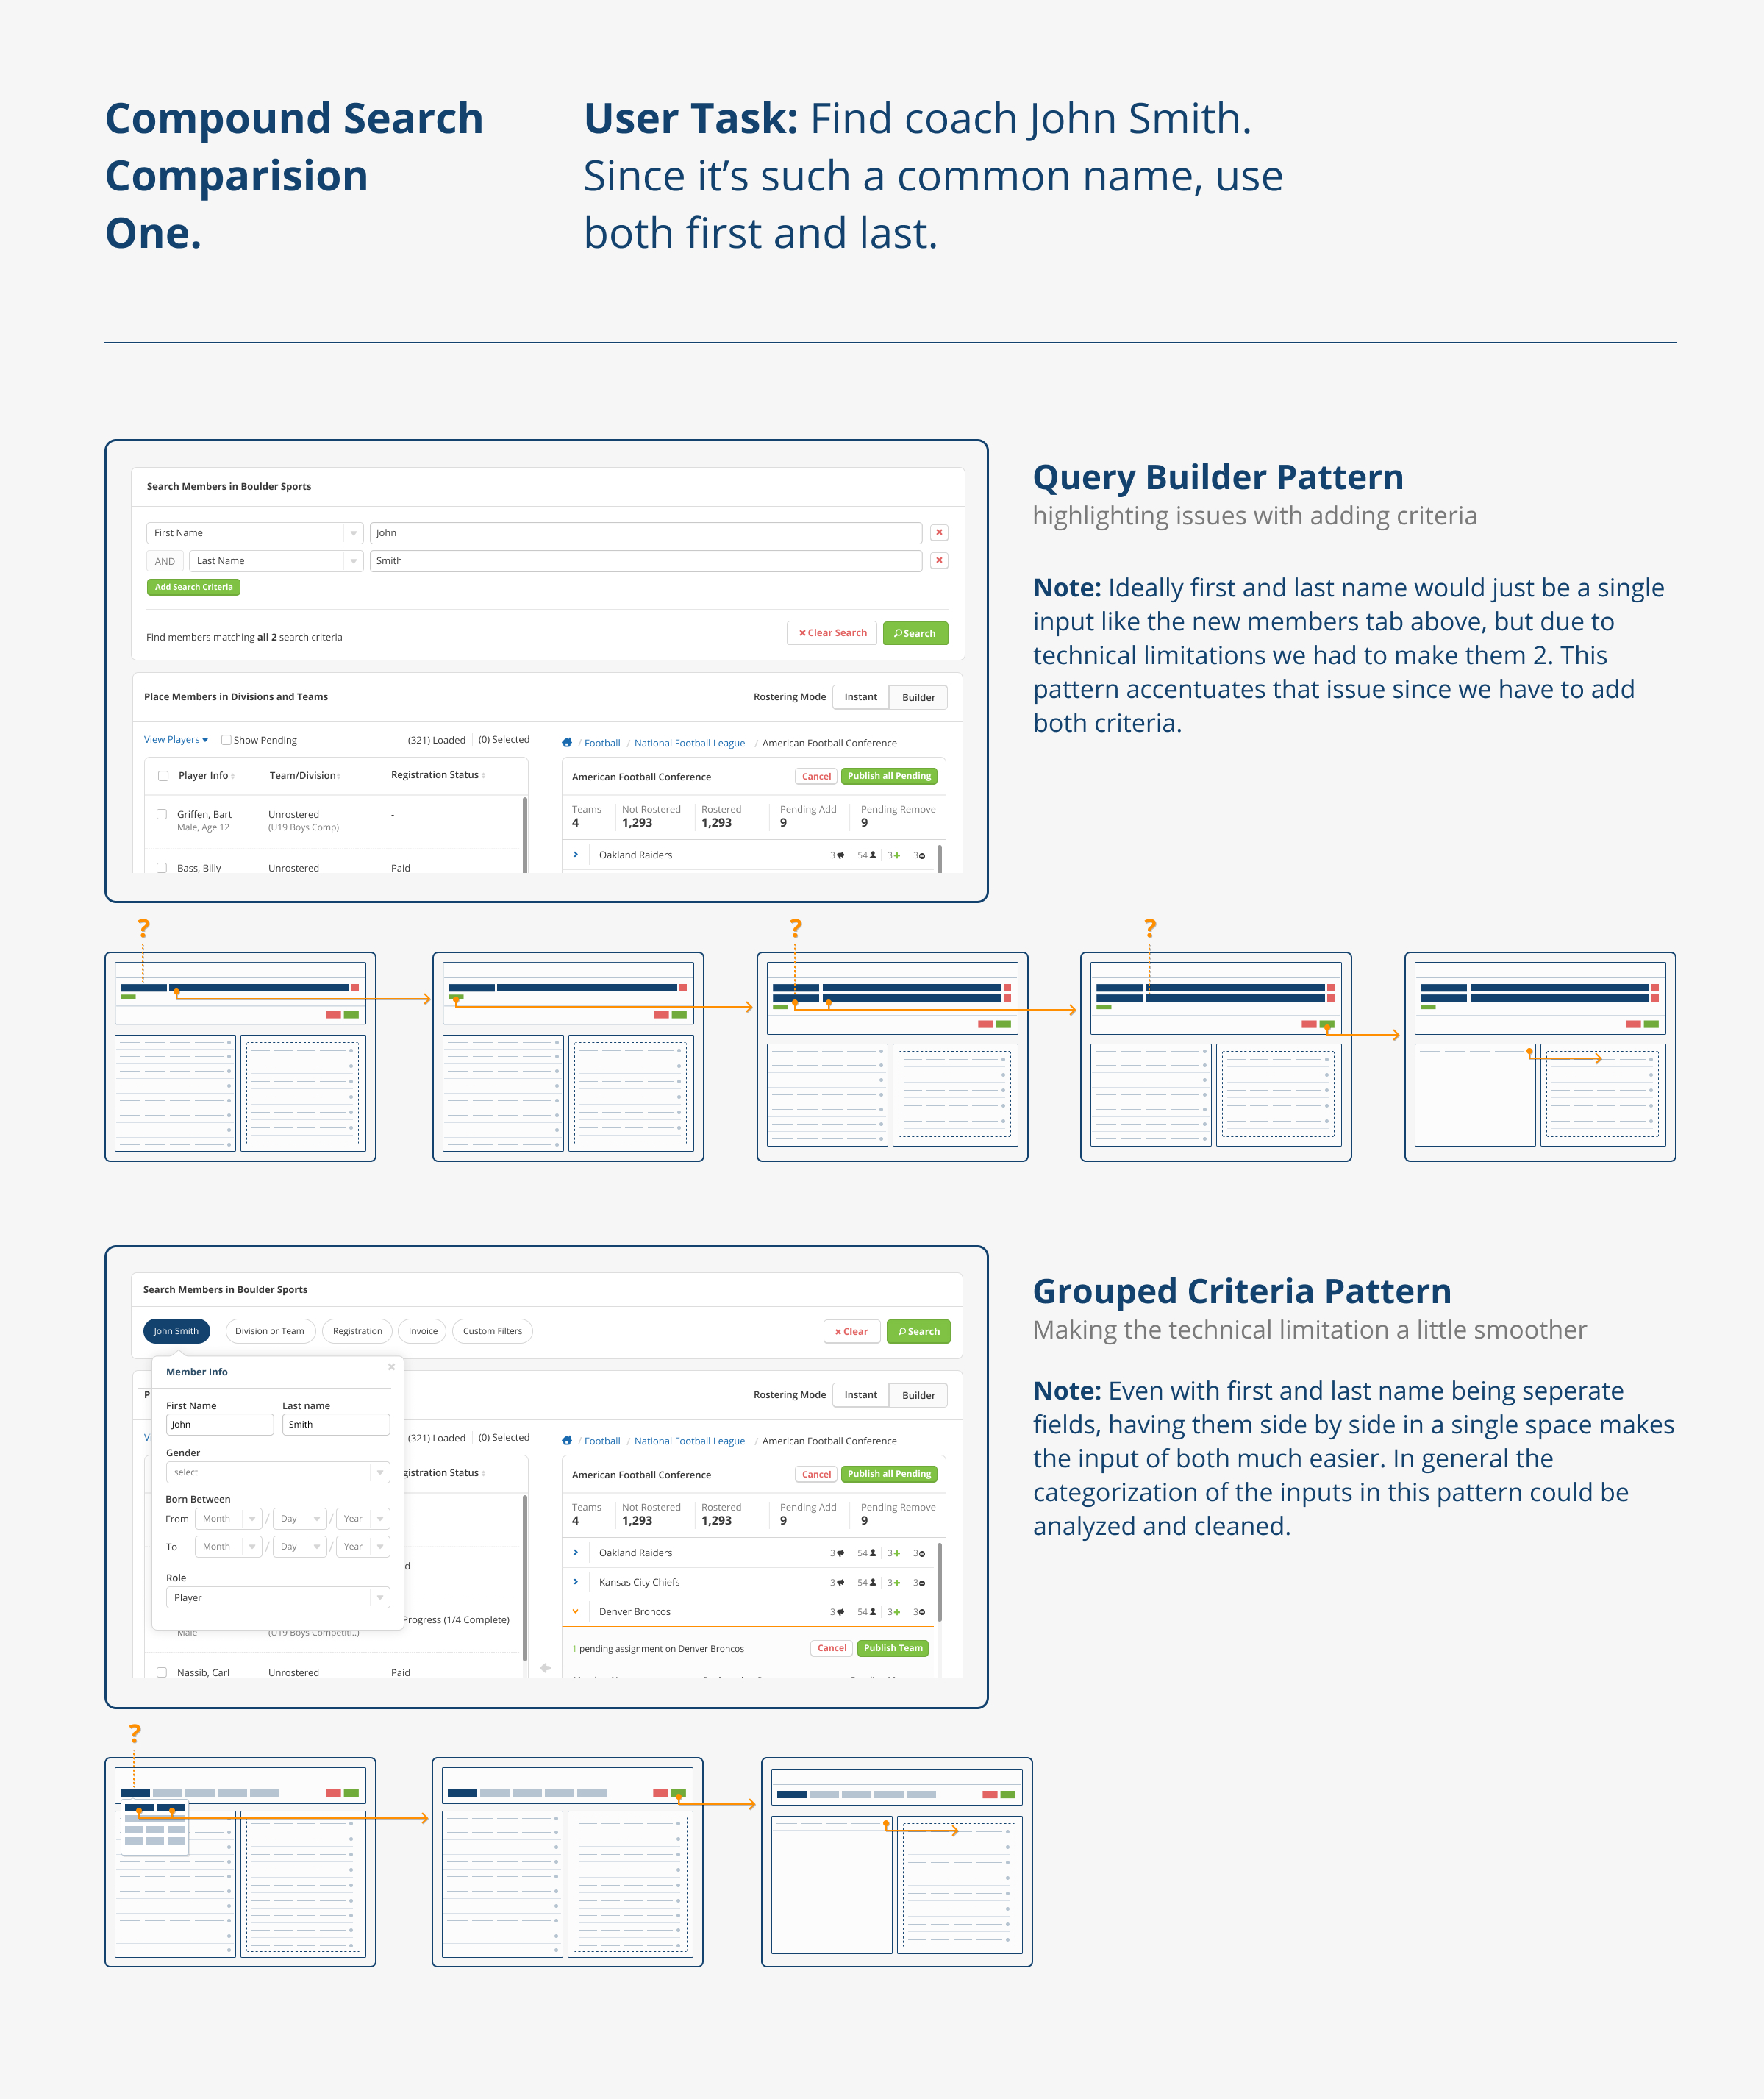 Compound Search
Comparision
One.
User Task: Find coach John Smith.
Since it’s such a common name, use
both first and last.
Search Members in Boulder Sports
First Name
John
AND
Last Name
Smith
Add Search Criteria
Find members matching all 2 search criteria
Clear Search
Search
Place Members in Divisions and Teams
Rostering Mode
Instant
Builder
View Players
Show Pending
(321) Loaded
(0) Selected
Football / National Football League / American Football Conference
Player Info
Team/Division
Registration Status
Griffen, Bart
Unrostered
-
Male, Age 12
(U19 Boys Comp)
Bass, Billy
Unrostered
Paid
American Football Conference
Cancel
Publish all Pending
Teams
Not Rostered
Rostered
Pending Add
Pending Remove
4
1,293
1,293
9
9
Oakland Raiders
3
54
3+
3
Query Builder Pattern
highlighting issues with adding criteria
Note: Ideally first and last name would just be a single
input like the new members tab above, but due to
technical limitations we had to make them 2. This
pattern accentuates that issue since we have to add
both criteria.
?
?
?
Search Members in Boulder Sports
John Smith
Division or Team
Registration
Invoice
Custom Filters
Clear
Search
Member Info
First Name
Last name
John
Smith
Gender
select
Born Between
From
Month
/
Day
/
Year
To
Month
/
Day
/
Year
Role
Player
Pl
Rostering Mode
Instant
Builder
Vi
(321) Loaded
(0) Selected
Football / National Football League / American Football Conference
gistration Status
d
Progress (1/4 Complete)
Male
(U19 Boys Competiti..)
Nassib, Carl
Unrostered
Paid
American Football Conference
Cancel
Publish all Pending
Teams
Not Rostered
Rostered
Pending Add
Pending Remove
4
1,293
1,293
9
9
Oakland Raiders
3
54
3+
3
Kansas City Chiefs
3
54
3+
3
Denver Broncos
3
54
3+
3
1 pending assignment on Denver Broncos
Cancel
Publish Team
Grouped Criteria Pattern
Making the technical limitation a little smoother
Note: Even with first and last name being seperate
fields, having them side by side in a single space makes
the input of both much easier. In general the
categorization of the inputs in this pattern could be
analyzed and cleaned.
?